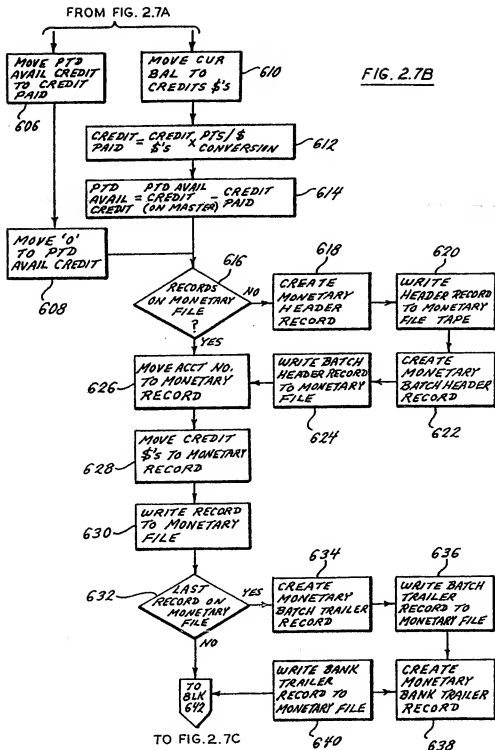 FROM FIG. 2.7A
MOVE PTD
AVAIL CREDIT
TO CREDIT
PAID
606
MOVE CUR
BAL TO
CREDITS $'S
610
FIG. 2.7B
CREDIT = CREDIT x PTS/$
PAID $'S CONVERSION
612
PTD PTD AVAIL
AVAIL = CREDIT - CREDIT
CREDIT (ON MASTER) PAID
614
MOVE '0'
TO PTD
AVAIL CREDIT
608
616
RECORDS
ON MONETARY
FILE
?
NO
YES
618
CREATE
MONETARY
HEADER
RECORD
620
WRITE
HEADER RECORD
TO MONETARY
FILE TAPE
626
MOVE ACCT NO.
TO MONETARY
RECORD
WRITE BATCH
HEADER RECORD
TO MONETARY
FILE
624
CREATE
MONETARY
BATCH HEADER
RECORD
622
628
MOVE CREDIT
$'S TO MONETARY
RECORD
630
WRITE RECORD
TO MONETARY
FILE
632
LAST
RECORD ON
MONETARY
FILE
YES
NO
634
CREATE
MONETARY
BATCH TRAILER
RECORD
636
WRITE BATCH
TRAILER
RECORD TO
MONETARY FILE
TO
BLK
642
WRITE BANK
TRAILER
RECORD TO
MONETARY FILE
640
CREATE
MONETARY
BANK TRAILER
RECORD
638
TO FIG. 2.7C